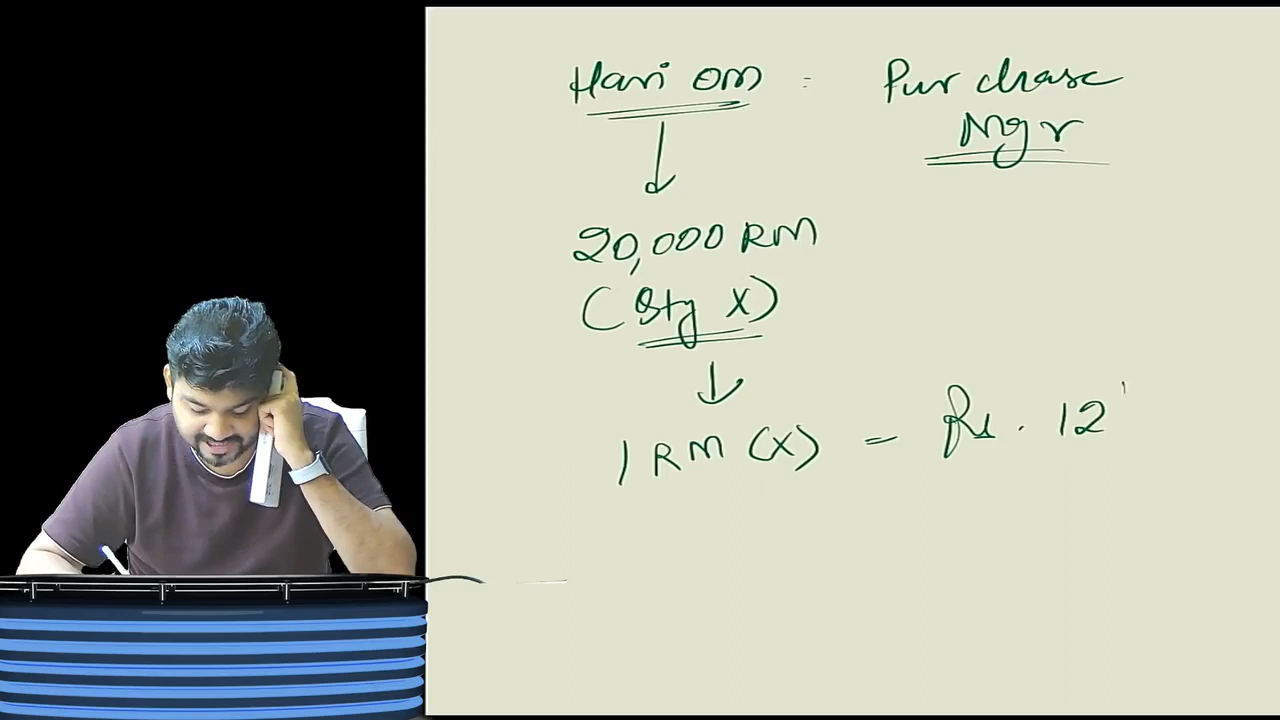 Hari Om : Purchase
Mgr
20,000 RM
(Qty X)
1 RM (X) = Rs. 12